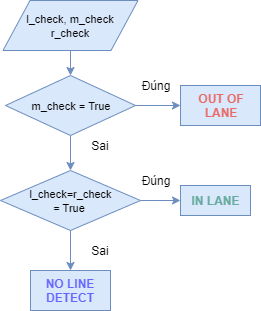 l_check, m_check
r_check
Đúng
m_check = True
OUT OF
LANE
Sai
Đúng
l_check=r_check
= True
IN LANE
Sai
NO LINE
DETECT